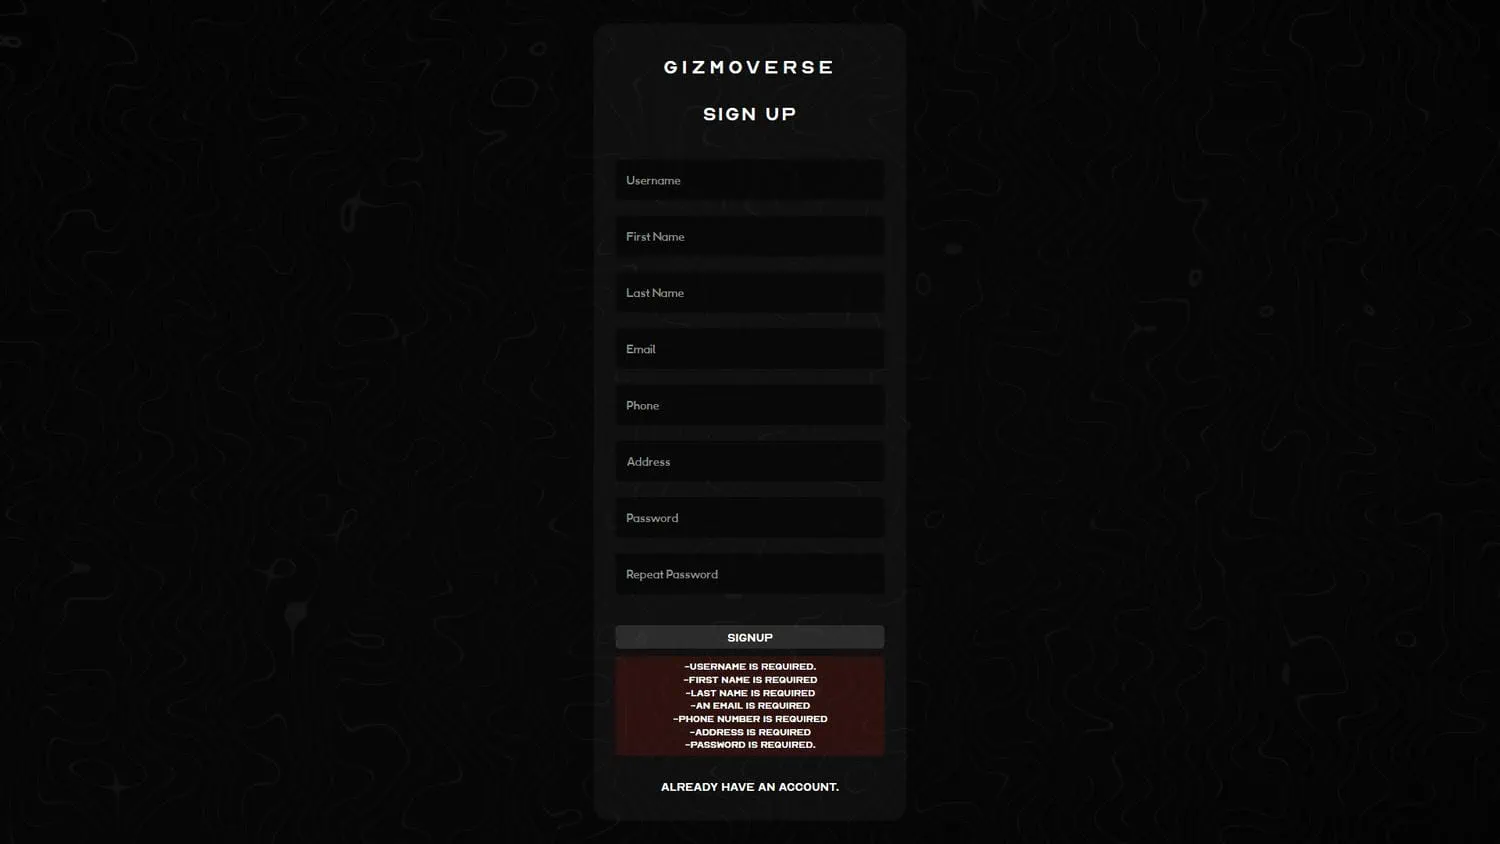 GIZMOVERSE
SIGN UP
Username
First Name
Last Name
Email
Phone
Address
Password
Repeat Password
SIGNUP
-USERNAME IS REQUIRED.
-FIRST NAME IS REQUIRED
-LAST NAME IS REQUIRED
-AN EMAIL IS REQUIRED
-PHONE NUMBER IS REQUIRED
-ADDRESS IS REQUIRED
-PASSWORD IS REQUIRED.
ALREADY HAVE AN ACCOUNT.